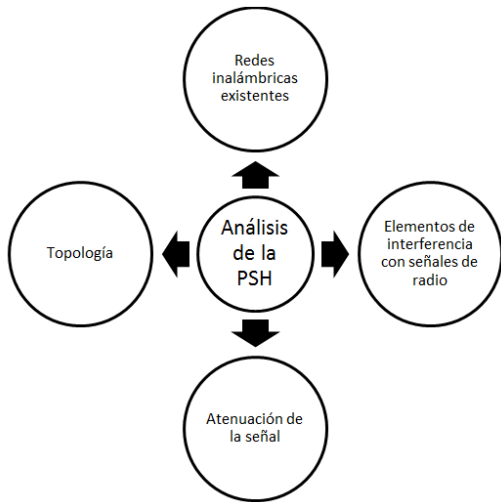 Redes
inalámbricas
existentes
Topología
Análisis
de la
PSH
Elementos de
interferencia
con señales de
radio
Atenuación de
la señal